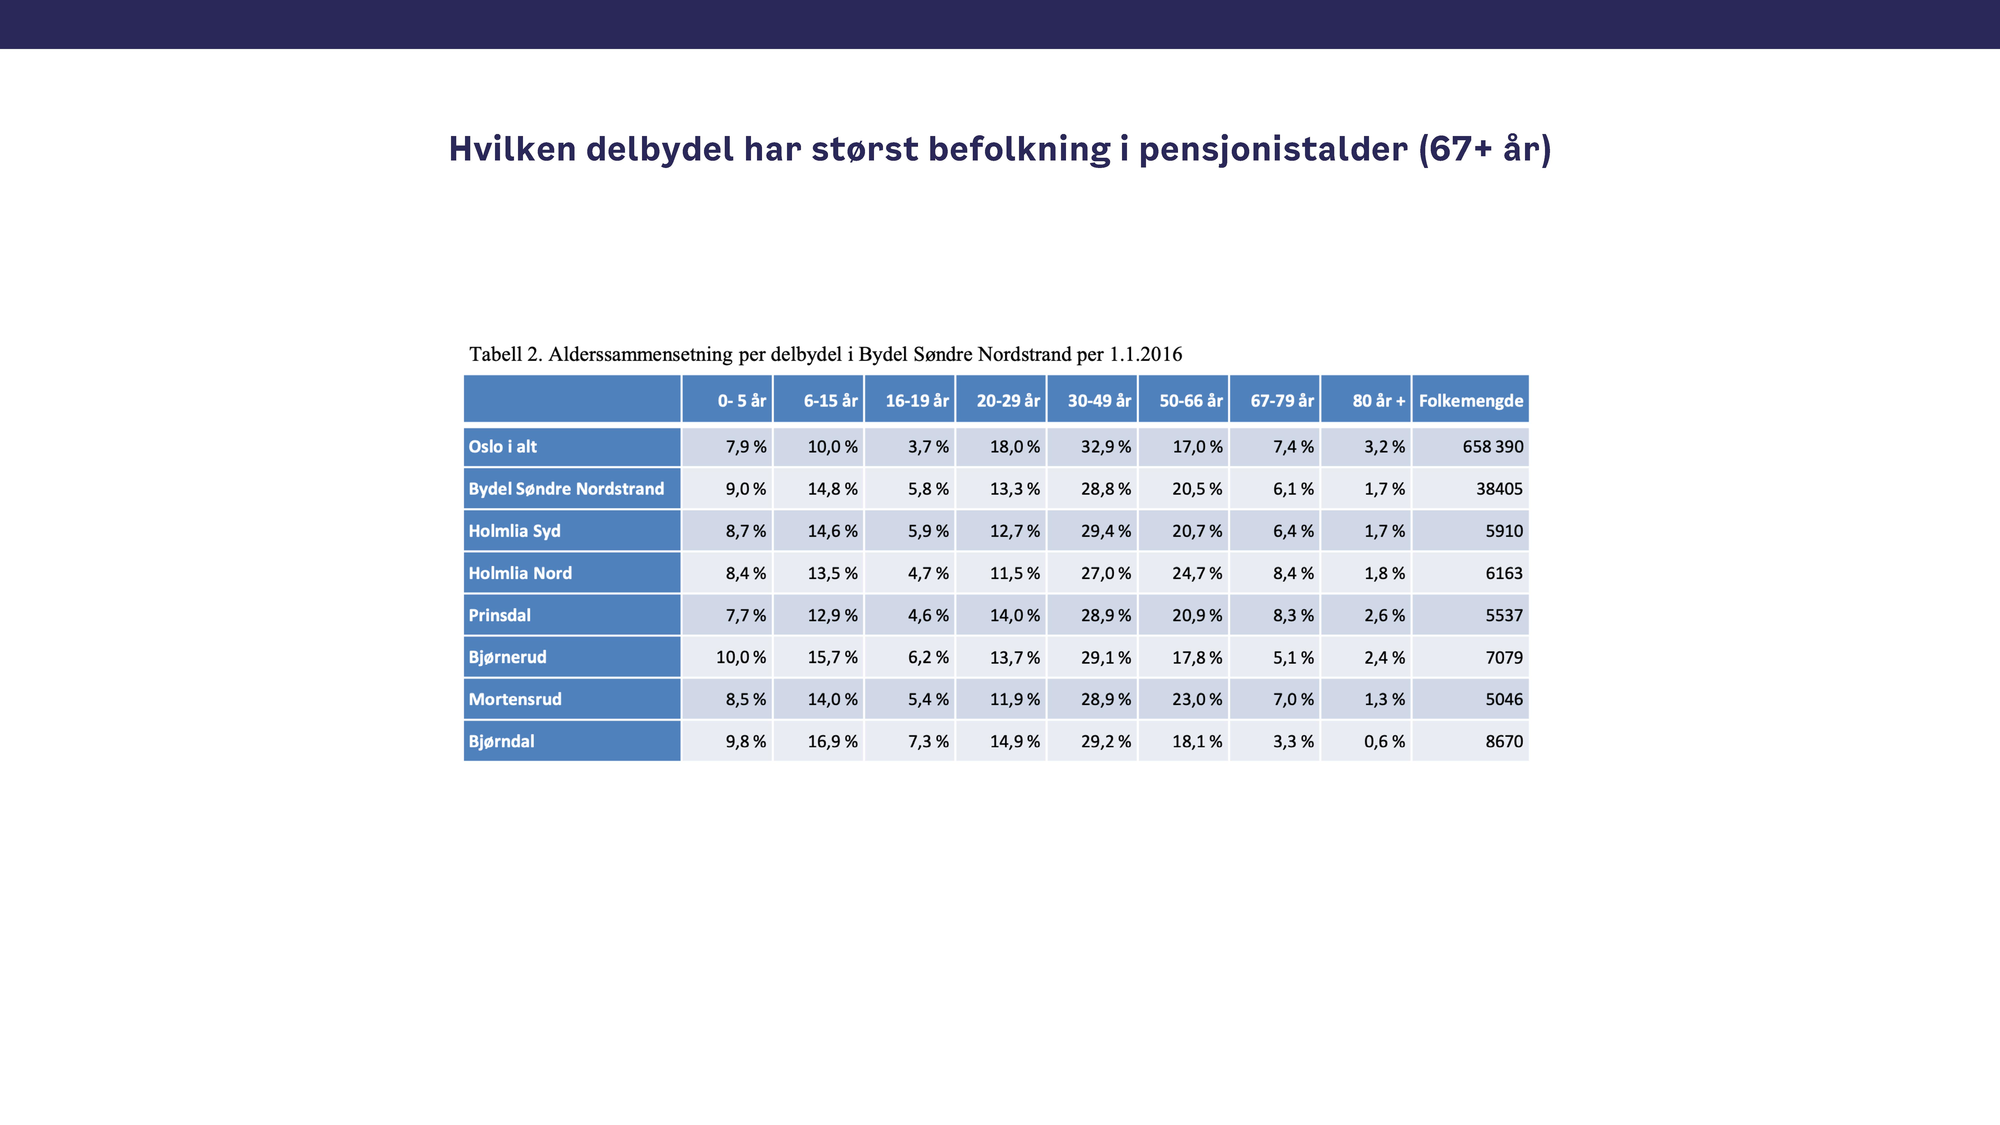 Hvilken delbydel har størst befolkning i pensjonistalder (67+ år)
Tabell 2. Alderssammensetning per delbydel i Bydel Søndre Nordstrand per 1.1.2016
0- 5 år 6-15 år 16-19 år 20-29 år 30-49 år 50-66 år 67-79 år 80 år + Folkemengde
Oslo i alt 7,9 % 10,0 % 3,7 % 18,0 % 32,9 % 17,0 % 7,4 % 3,2 % 658 390
Bydel Søndre Nordstrand 9,0 % 14,8 % 5,8 % 13,3 % 28,8 % 20,5 % 6,1 % 1,7 % 38405
Holmlia Syd 8,7 % 14,6 % 5,9 % 12,7 % 29,4 % 20,7 % 6,4 % 1,7 % 5910
Holmlia Nord 8,4 % 13,5 % 4,7 % 11,5 % 27,0 % 24,7 % 8,4 % 1,8 % 6163
Prinsdal 7,7 % 12,9 % 4,6 % 14,0 % 28,9 % 20,9 % 8,3 % 2,6 % 5537
Bjørnerud 10,0 % 15,7 % 6,2 % 13,7 % 29,1 % 17,8 % 5,1 % 2,4 % 7079
Mortensrud 8,5 % 14,0 % 5,4 % 11,9 % 28,9 % 23,0 % 7,0 % 1,3 % 5046
Bjørndal 9,8 % 16,9 % 7,3 % 14,9 % 29,2 % 18,1 % 3,3 % 0,6 % 8670